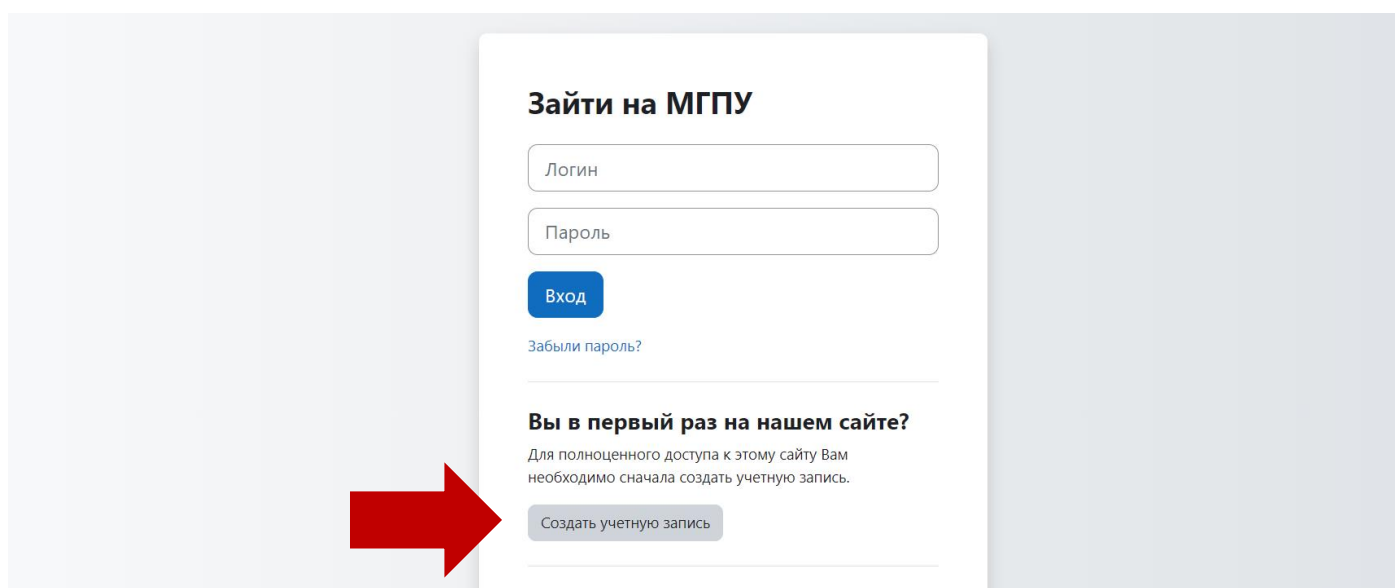 Зайти на МГПУ
Логин
Пароль
Вход
Забыли пароль?
Вы в первый раз на нашем сайте?
Для полноценного доступа к этому сайту Вам
необходимо сначала создать учетную запись.
Создать учетную запись